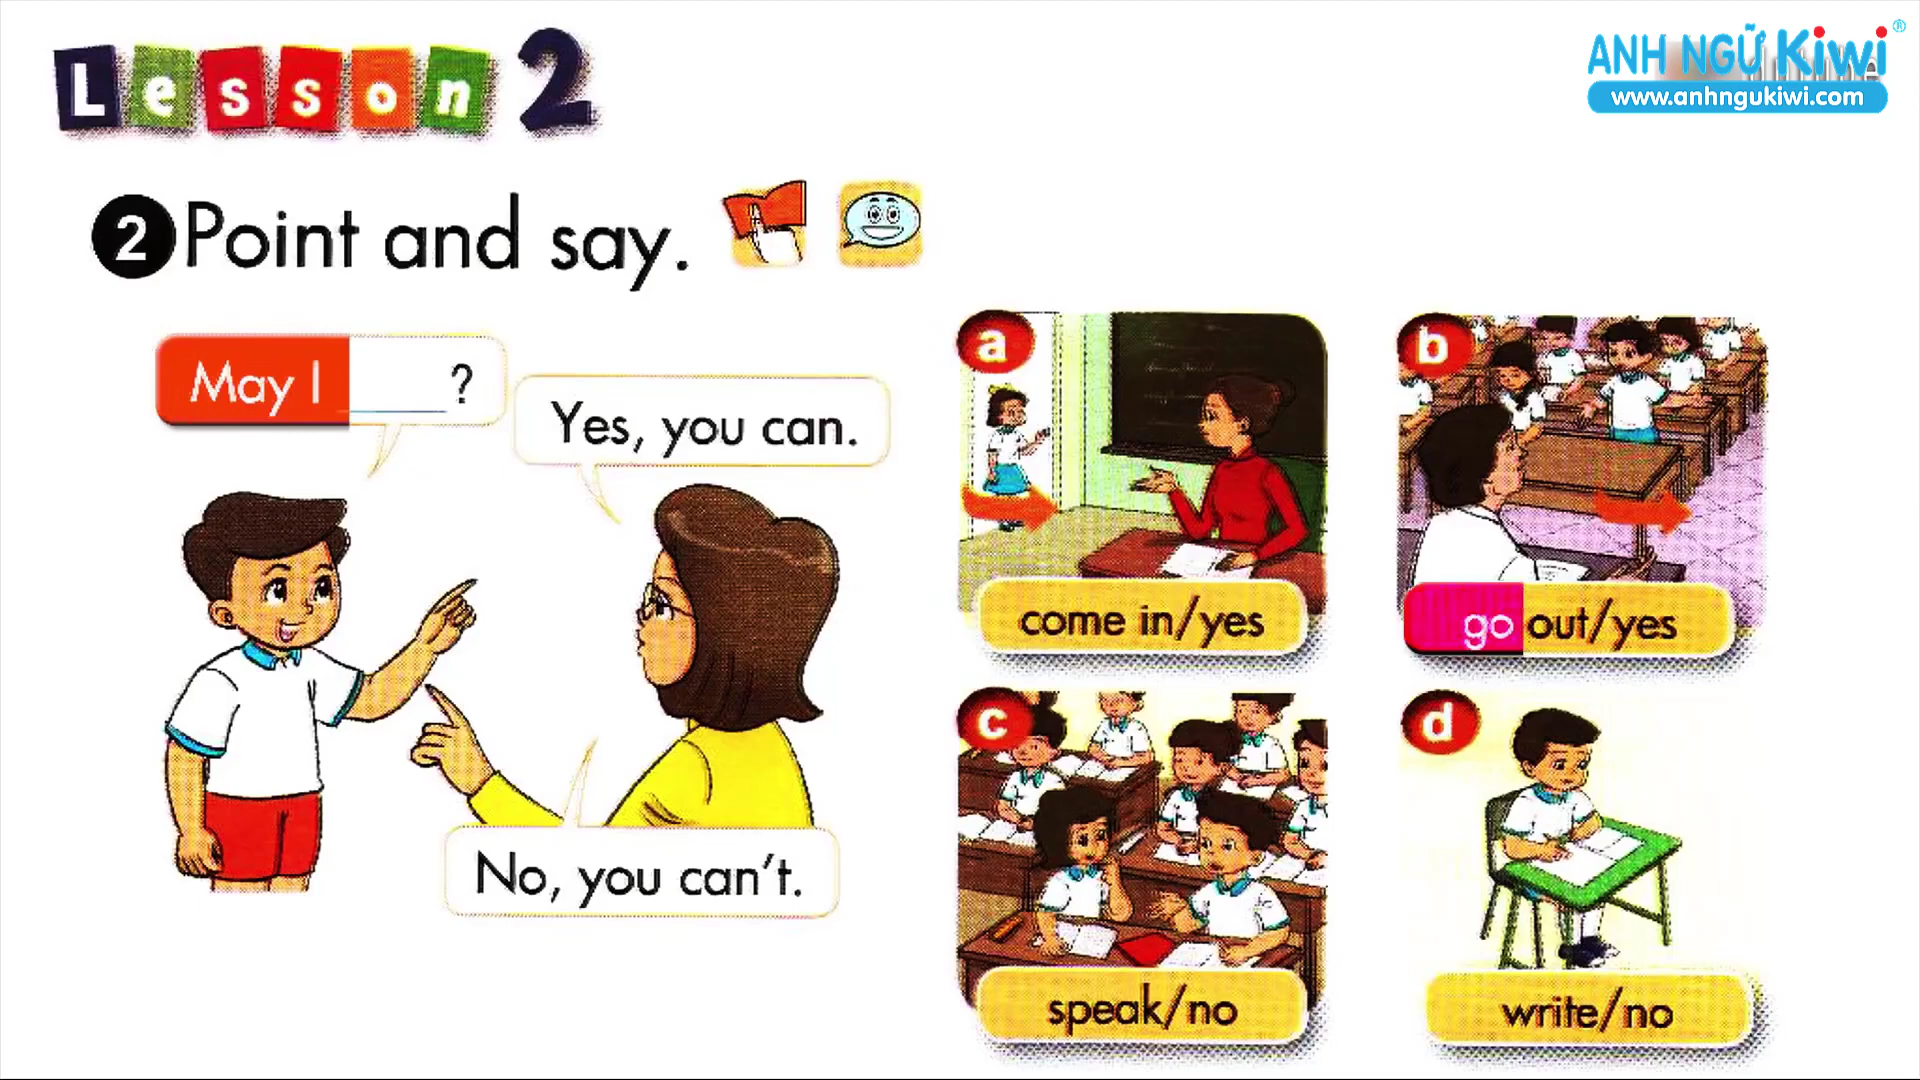 Lesson 2
ANH NGỮ Kiwi®
www.anhngukiwi.com
2 Point and say.
May I ____?
Yes, you can.
No, you can't.
a
come in/yes
b
go out/yes
c
speak/no
d
write/no